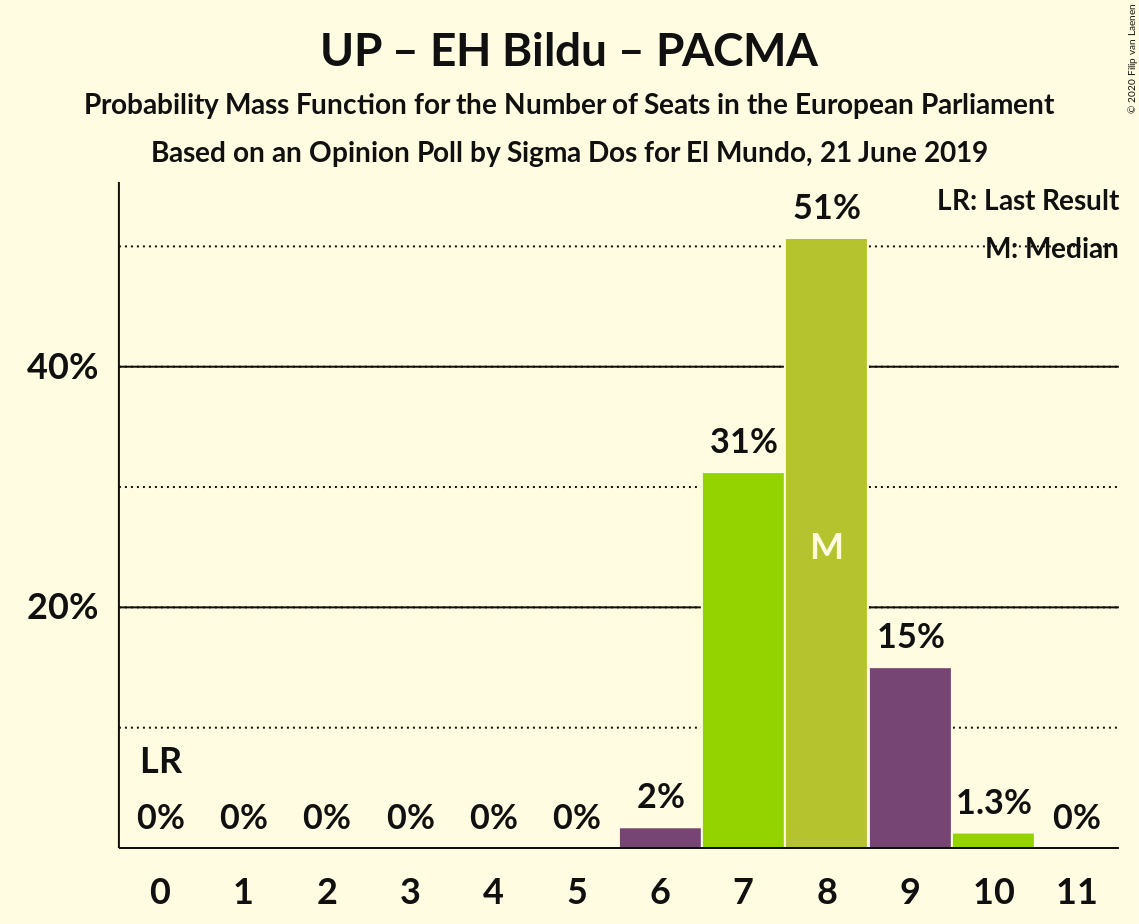 UP – EH Bildu – PACMA
Probability Mass Function for the Number of Seats in the European Parliament
Based on an Opinion Poll by Sigma Dos for El Mundo, 21 June 2019
© 2020 Filip van Laenen
LR: Last Result
M: Median
51%
40%
31%
M
20%
15%
LR
0% 0% 0% 0% 0% 0% 2% 1.3% 0%
0 1 2 3 4 5 6 7 8 9 10 11